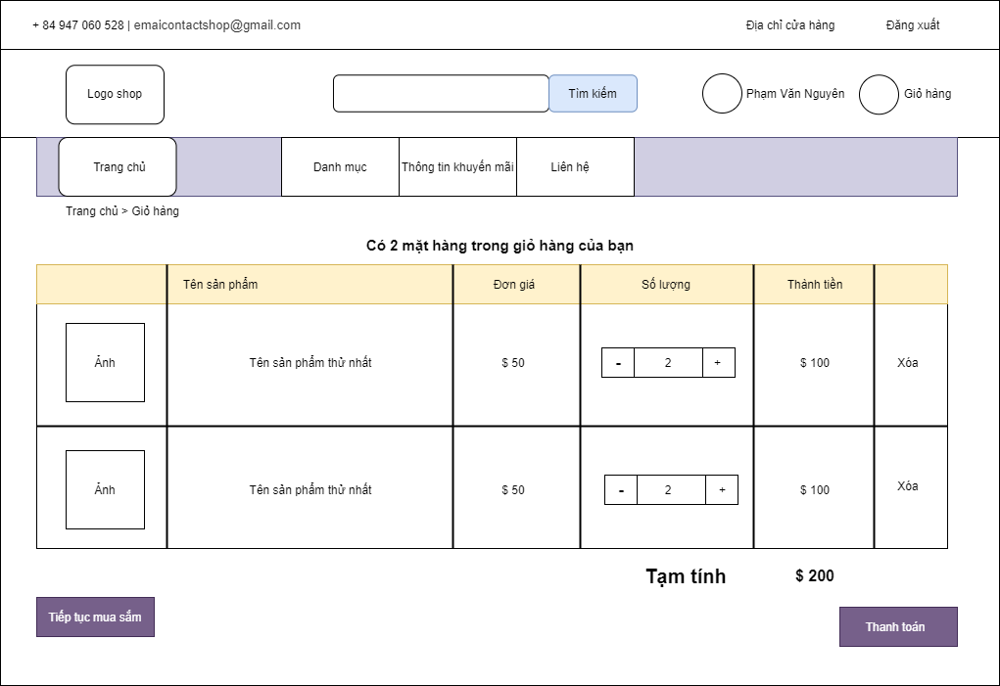 + 84 947 060 528 | emaicontactshop@gmail.com
Địa chỉ cửa hàng
Đăng xuất
Logo shop
Tìm kiếm
Phạm Văn Nguyên
Giỏ hàng
Trang chủ
Danh mục
Thông tin khuyến mãi
Liên hệ
Trang chủ > Giỏ hàng
Có 2 mặt hàng trong giỏ hàng của bạn
Tên sản phẩm
Đơn giá
Số lượng
Thành tiền
Ảnh
Tên sản phẩm thử nhất
$ 50
- 2 +
$ 100
Xóa
Ảnh
Tên sản phẩm thử nhất
$ 50
- 2 +
$ 100
Xóa
Tạm tính
$ 200
Tiếp tục mua sắm
Thanh toán